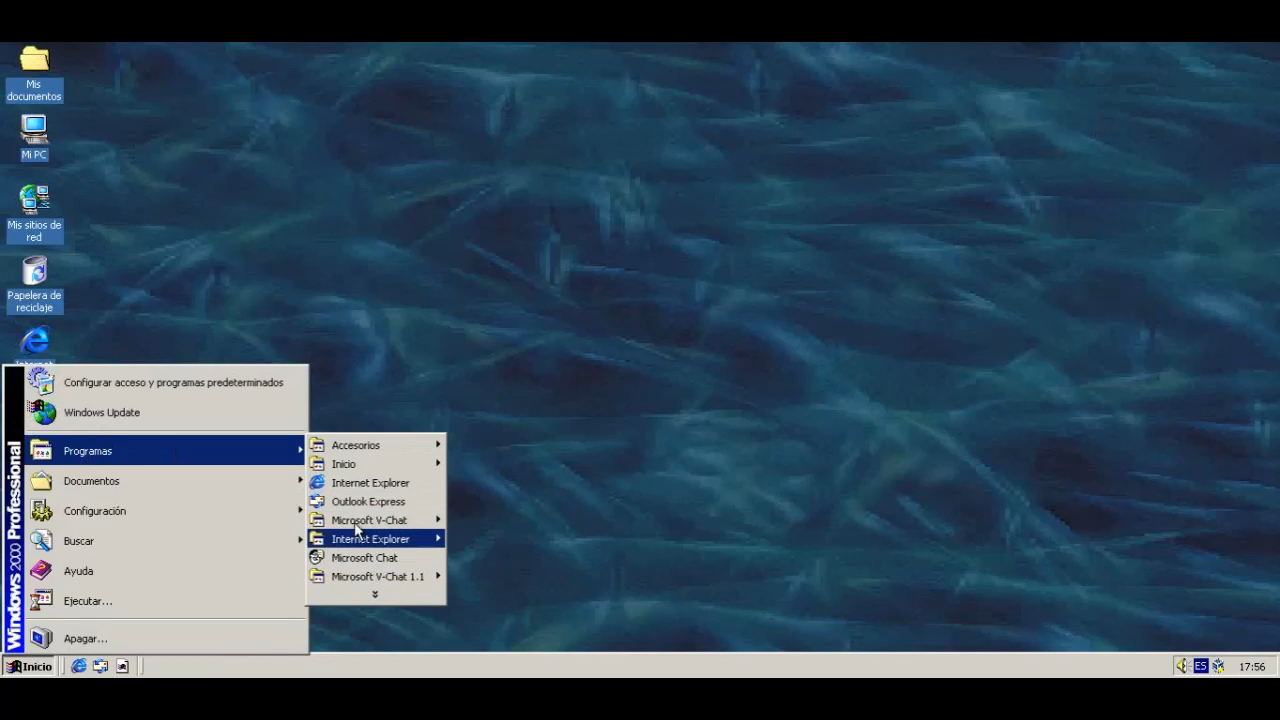 Mis
documentos
Mi PC
Mis sitios de
red
Papelera de
reciclaje
Internet
Configurar acceso y programas predeterminados
Windows Update
Programas
Documentos
Configuración
Buscar
Ayuda
Ejecutar...
Apagar...
Windows 2000 Professional
Accesorios
Inicio
Internet Explorer
Outlook Express
Microsoft V-Chat
Internet Explorer
Microsoft Chat
Microsoft V-Chat 1.1
Inicio
ES
17:56